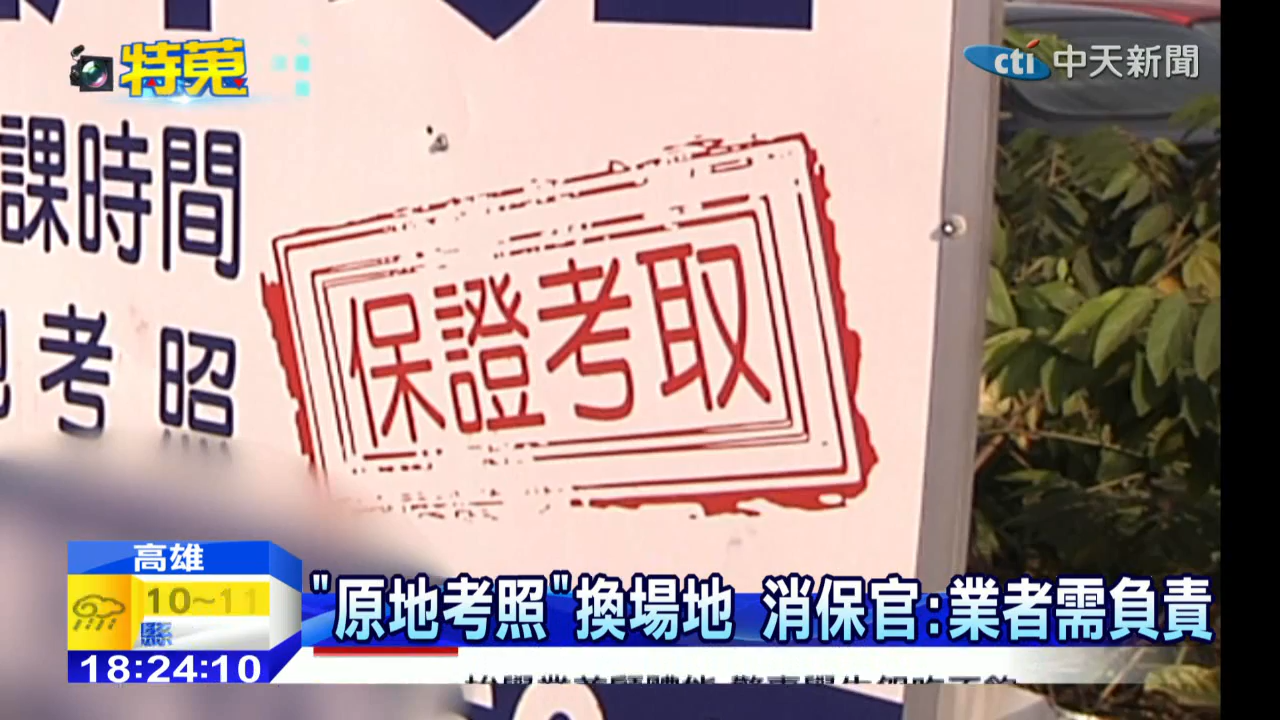 特蒐
cti 中天新聞
課時間
考照
保證考取
高雄
10~11
"原地考照"換場地 消保官:業者需負責
18:24:10